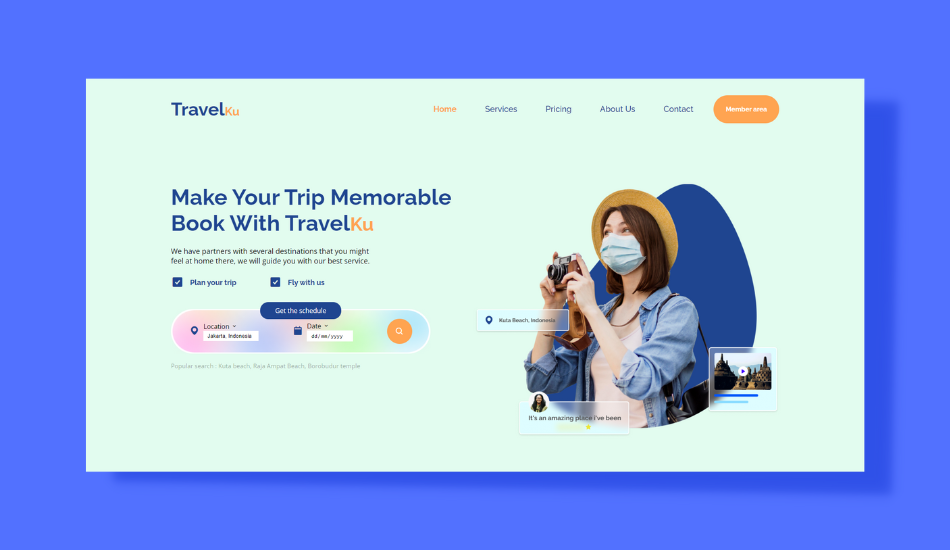 TravelKu
Home Services Pricing About Us Contact Member area
Make Your Trip Memorable
Book With TravelKu
We have partners with several destinations that you might
feel at home there, we will guide you with our best service.
Plan your trip Fly with us
Get the schedule
Location Date
Jakarta, Indonesia dd/mm/yyyy
Popular search : Kuta beach, Raja Ampat Beach, Borobudur temple
Kuta Beach, Indonesia
It's an amazing place i've been